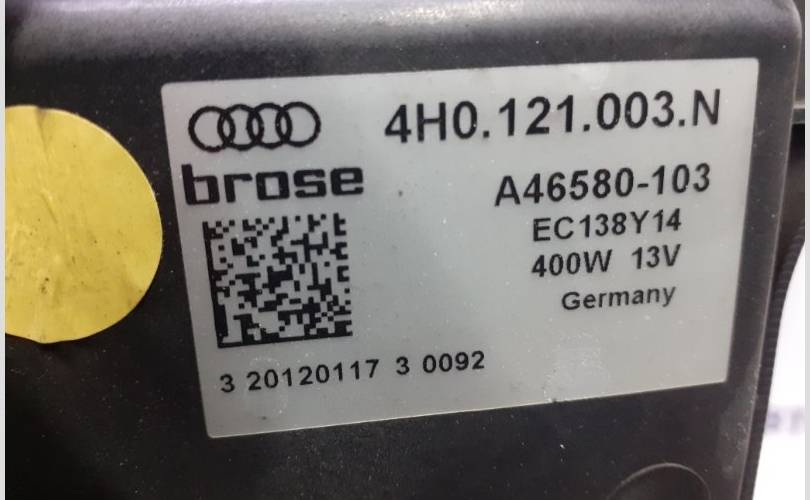 4H0.121.003.N
brose
A46580-103
EC138Y14
400W 13V
Germany
3 20120117 3 0092